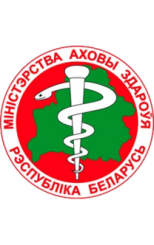 МІНІСТЭРСТВА АХОВЫ ЗДАРОЎЯ
РЭСПУБЛІКА БЕЛАРУСЬ